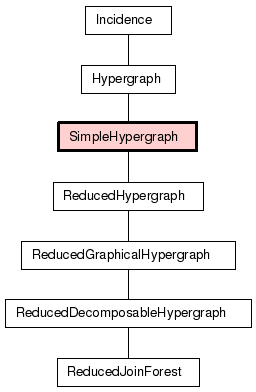 Incidence
Hypergraph
SimpleHypergraph
ReducedHypergraph
ReducedGraphicalHypergraph
ReducedDecomposableHypergraph
ReducedJoinForest